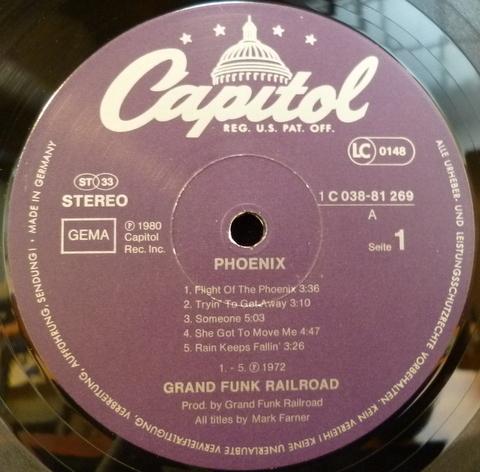 Capitol
REG. U.S. PAT. OFF.
LC 0148
ST 33
STEREO
1 C 038-81 269
A
GEMA
Ⓟ 1980
Capitol
Rec. Inc.
Seite 1
PHOENIX
1. Flight Of The Phoenix 3:36
2. Tryin' To Get Away 3:10
3. Someone 5:03
4. She Got To Move Me 4:47
5. Rain Keeps Fallin' 3:26
1. - 5. Ⓟ 1972
GRAND FUNK RAILROAD
Prod. by Grand Funk Railroad
All titles by Mark Farner
ALLE URHEBER- UND LEISTUNGSSCHUTZRECHTE VORBEHALTEN. KEIN VERLEIH! KEINE UNERLAUBTE VERVIELFÄLTIGUNG, VERBREITUNG, AUFFÜHRUNG, SENDUNG! • MADE IN GERMANY